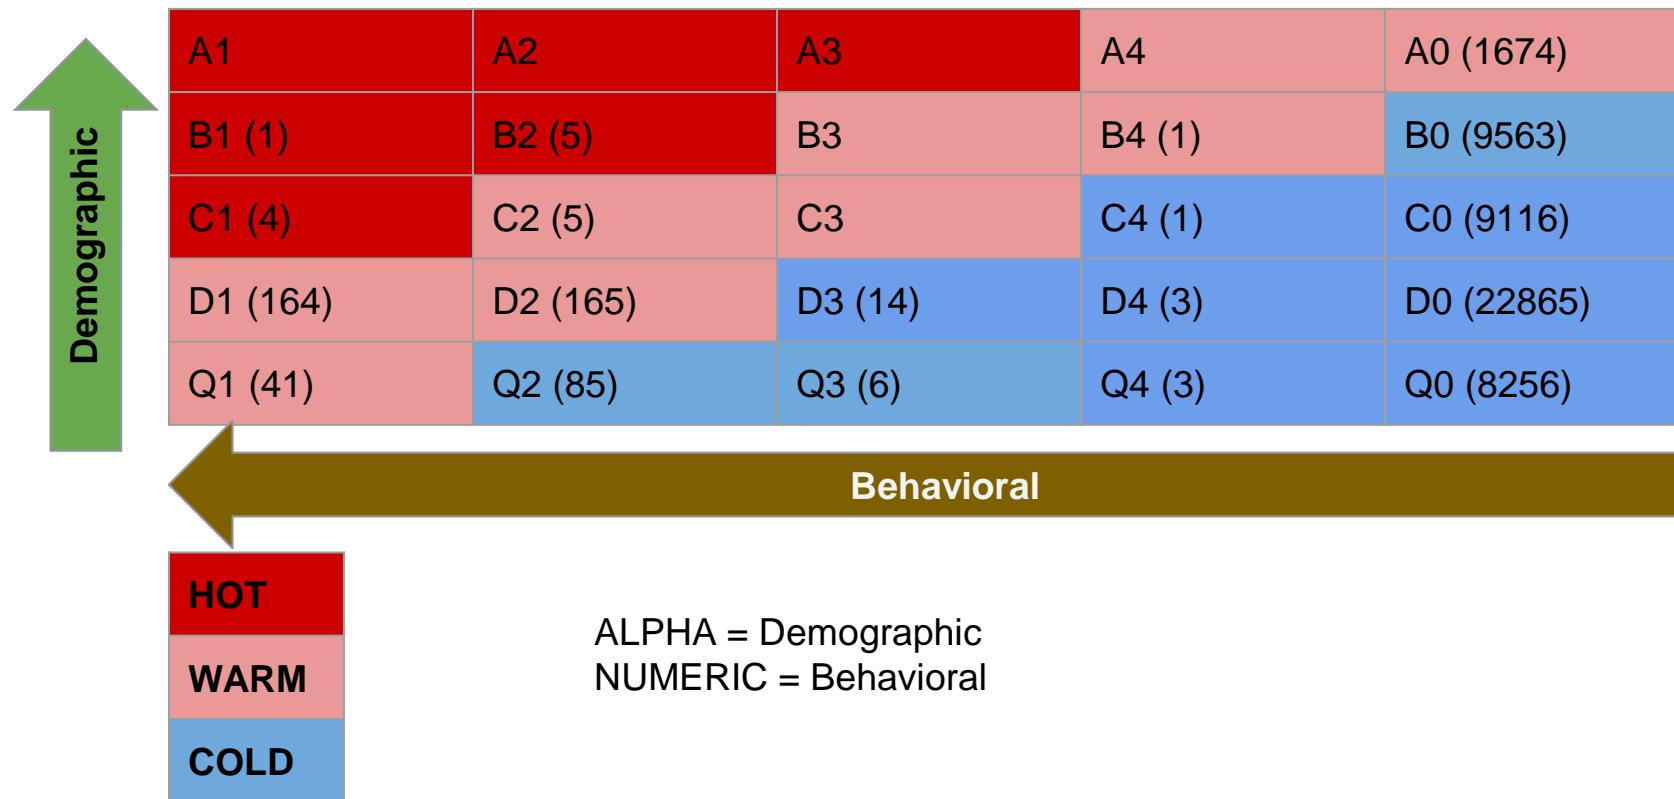 A1 A2 A3 A4 A0 (1674)
B1 (1) B2 (5) B3 B4 (1) B0 (9563)
C1 (4) C2 (5) C3 C4 (1) C0 (9116)
D1 (164) D2 (165) D3 (14) D4 (3) D0 (22865)
Q1 (41) Q2 (85) Q3 (6) Q4 (3) Q0 (8256)
Demographic
Behavioral
HOT
WARM
COLD
ALPHA = Demographic
NUMERIC = Behavioral